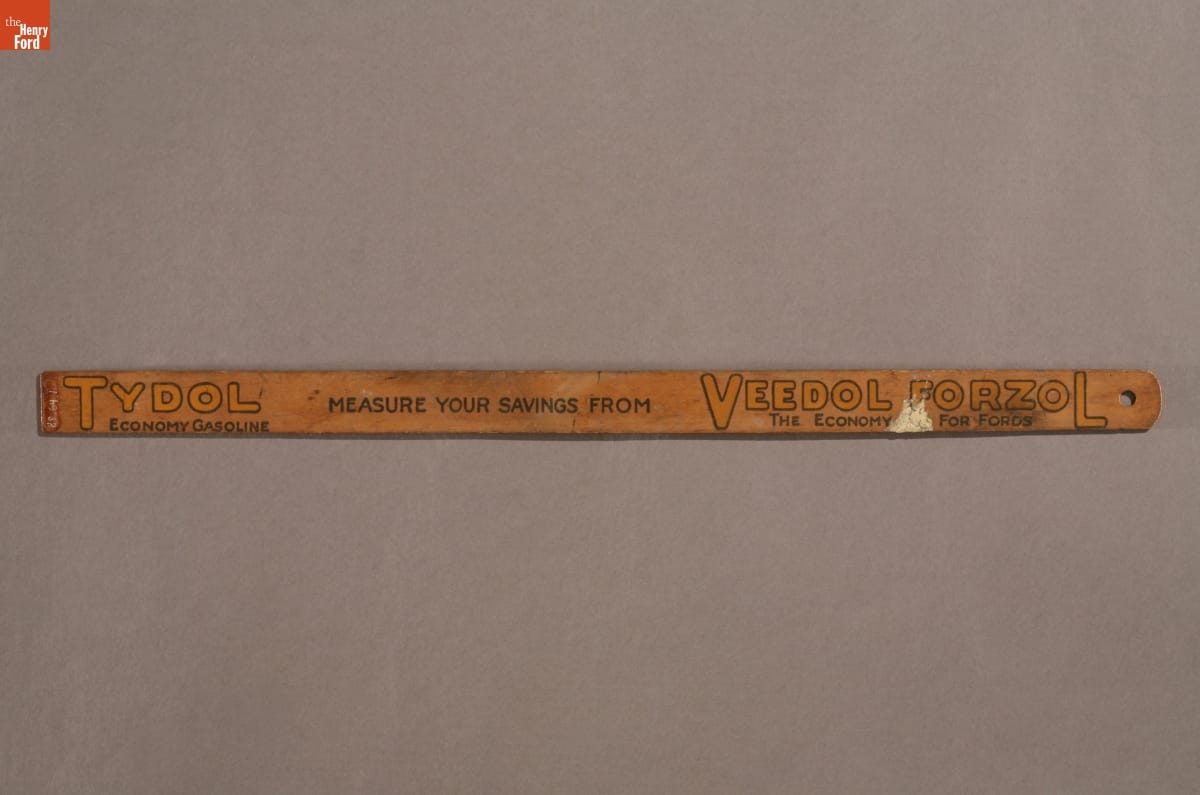 the
Henry
Ford
TYDOL
ECONOMY GASOLINE
MEASURE YOUR SAVINGS FROM
VEEDOL FORZOL
THE ECONOMY FOR FORDS